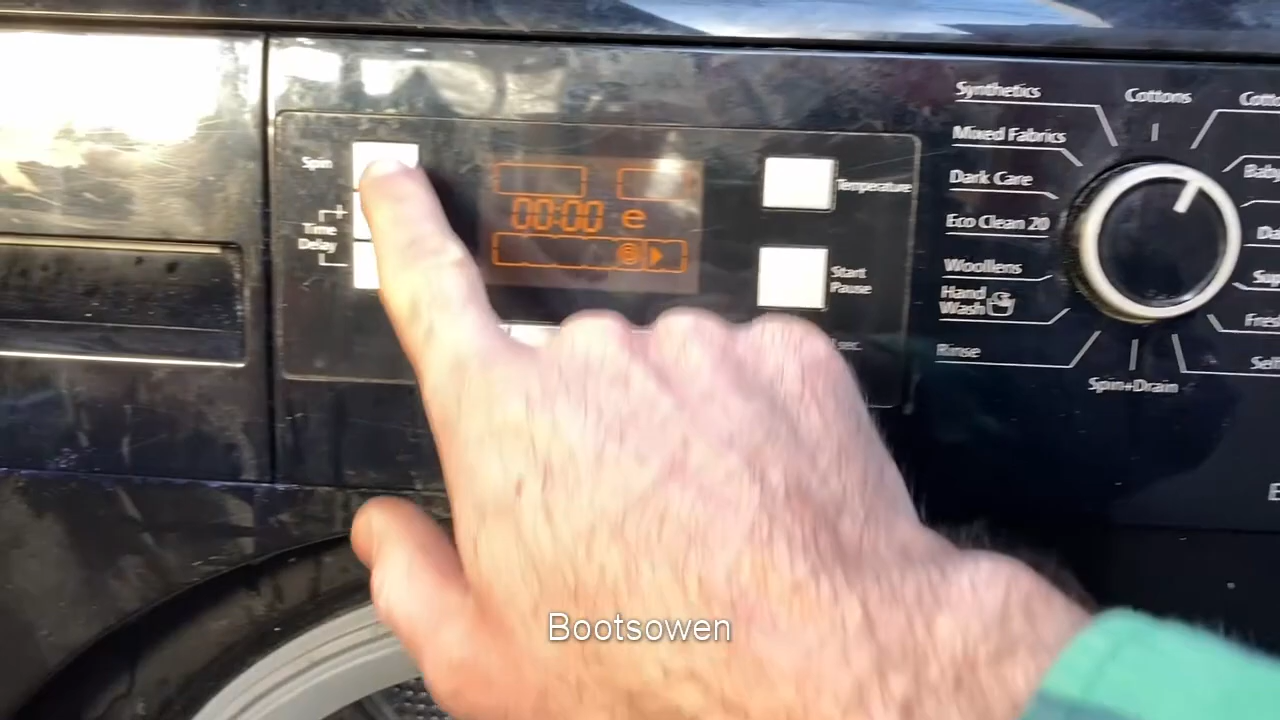 Spin
Time
Delay
+
00:00 e
Temperature
Start
Pause
sec.
Synthetics
Mixed Fabrics
Dark Care
Eco Clean 20
Woollens
Hand
Wash
Rinse
Cottons
Spin+Drain
Bootsowen